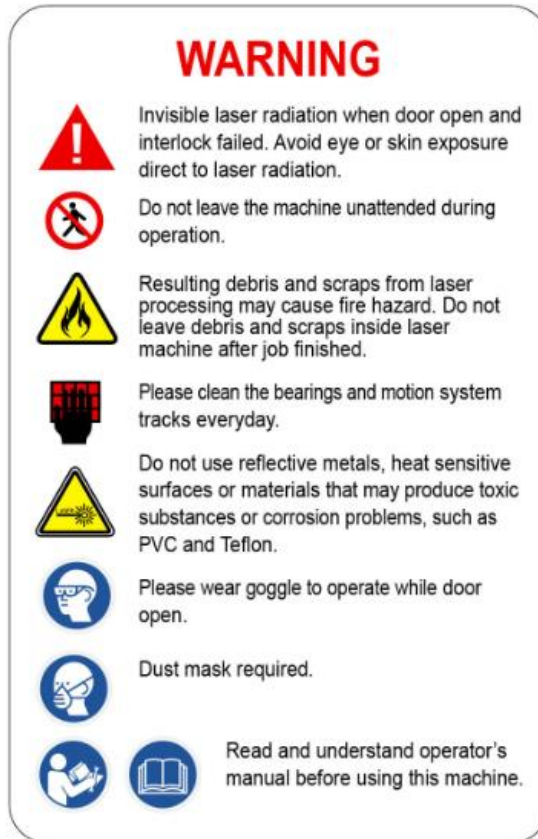 WARNING
Invisible laser radiation when door open and
interlock failed. Avoid eye or skin exposure
direct to laser radiation.
Do not leave the machine unattended during
operation.
Resulting debris and scraps from laser
processing may cause fire hazard. Do not
leave debris and scraps inside laser
machine after job finished.
Please clean the bearings and motion system
tracks everyday.
Do not use reflective metals, heat sensitive
surfaces or materials that may produce toxic
substances or corrosion problems, such as
PVC and Teflon.
Please wear goggle to operate while door
open.
Dust mask required.
Read and understand operator's
manual before using this machine.